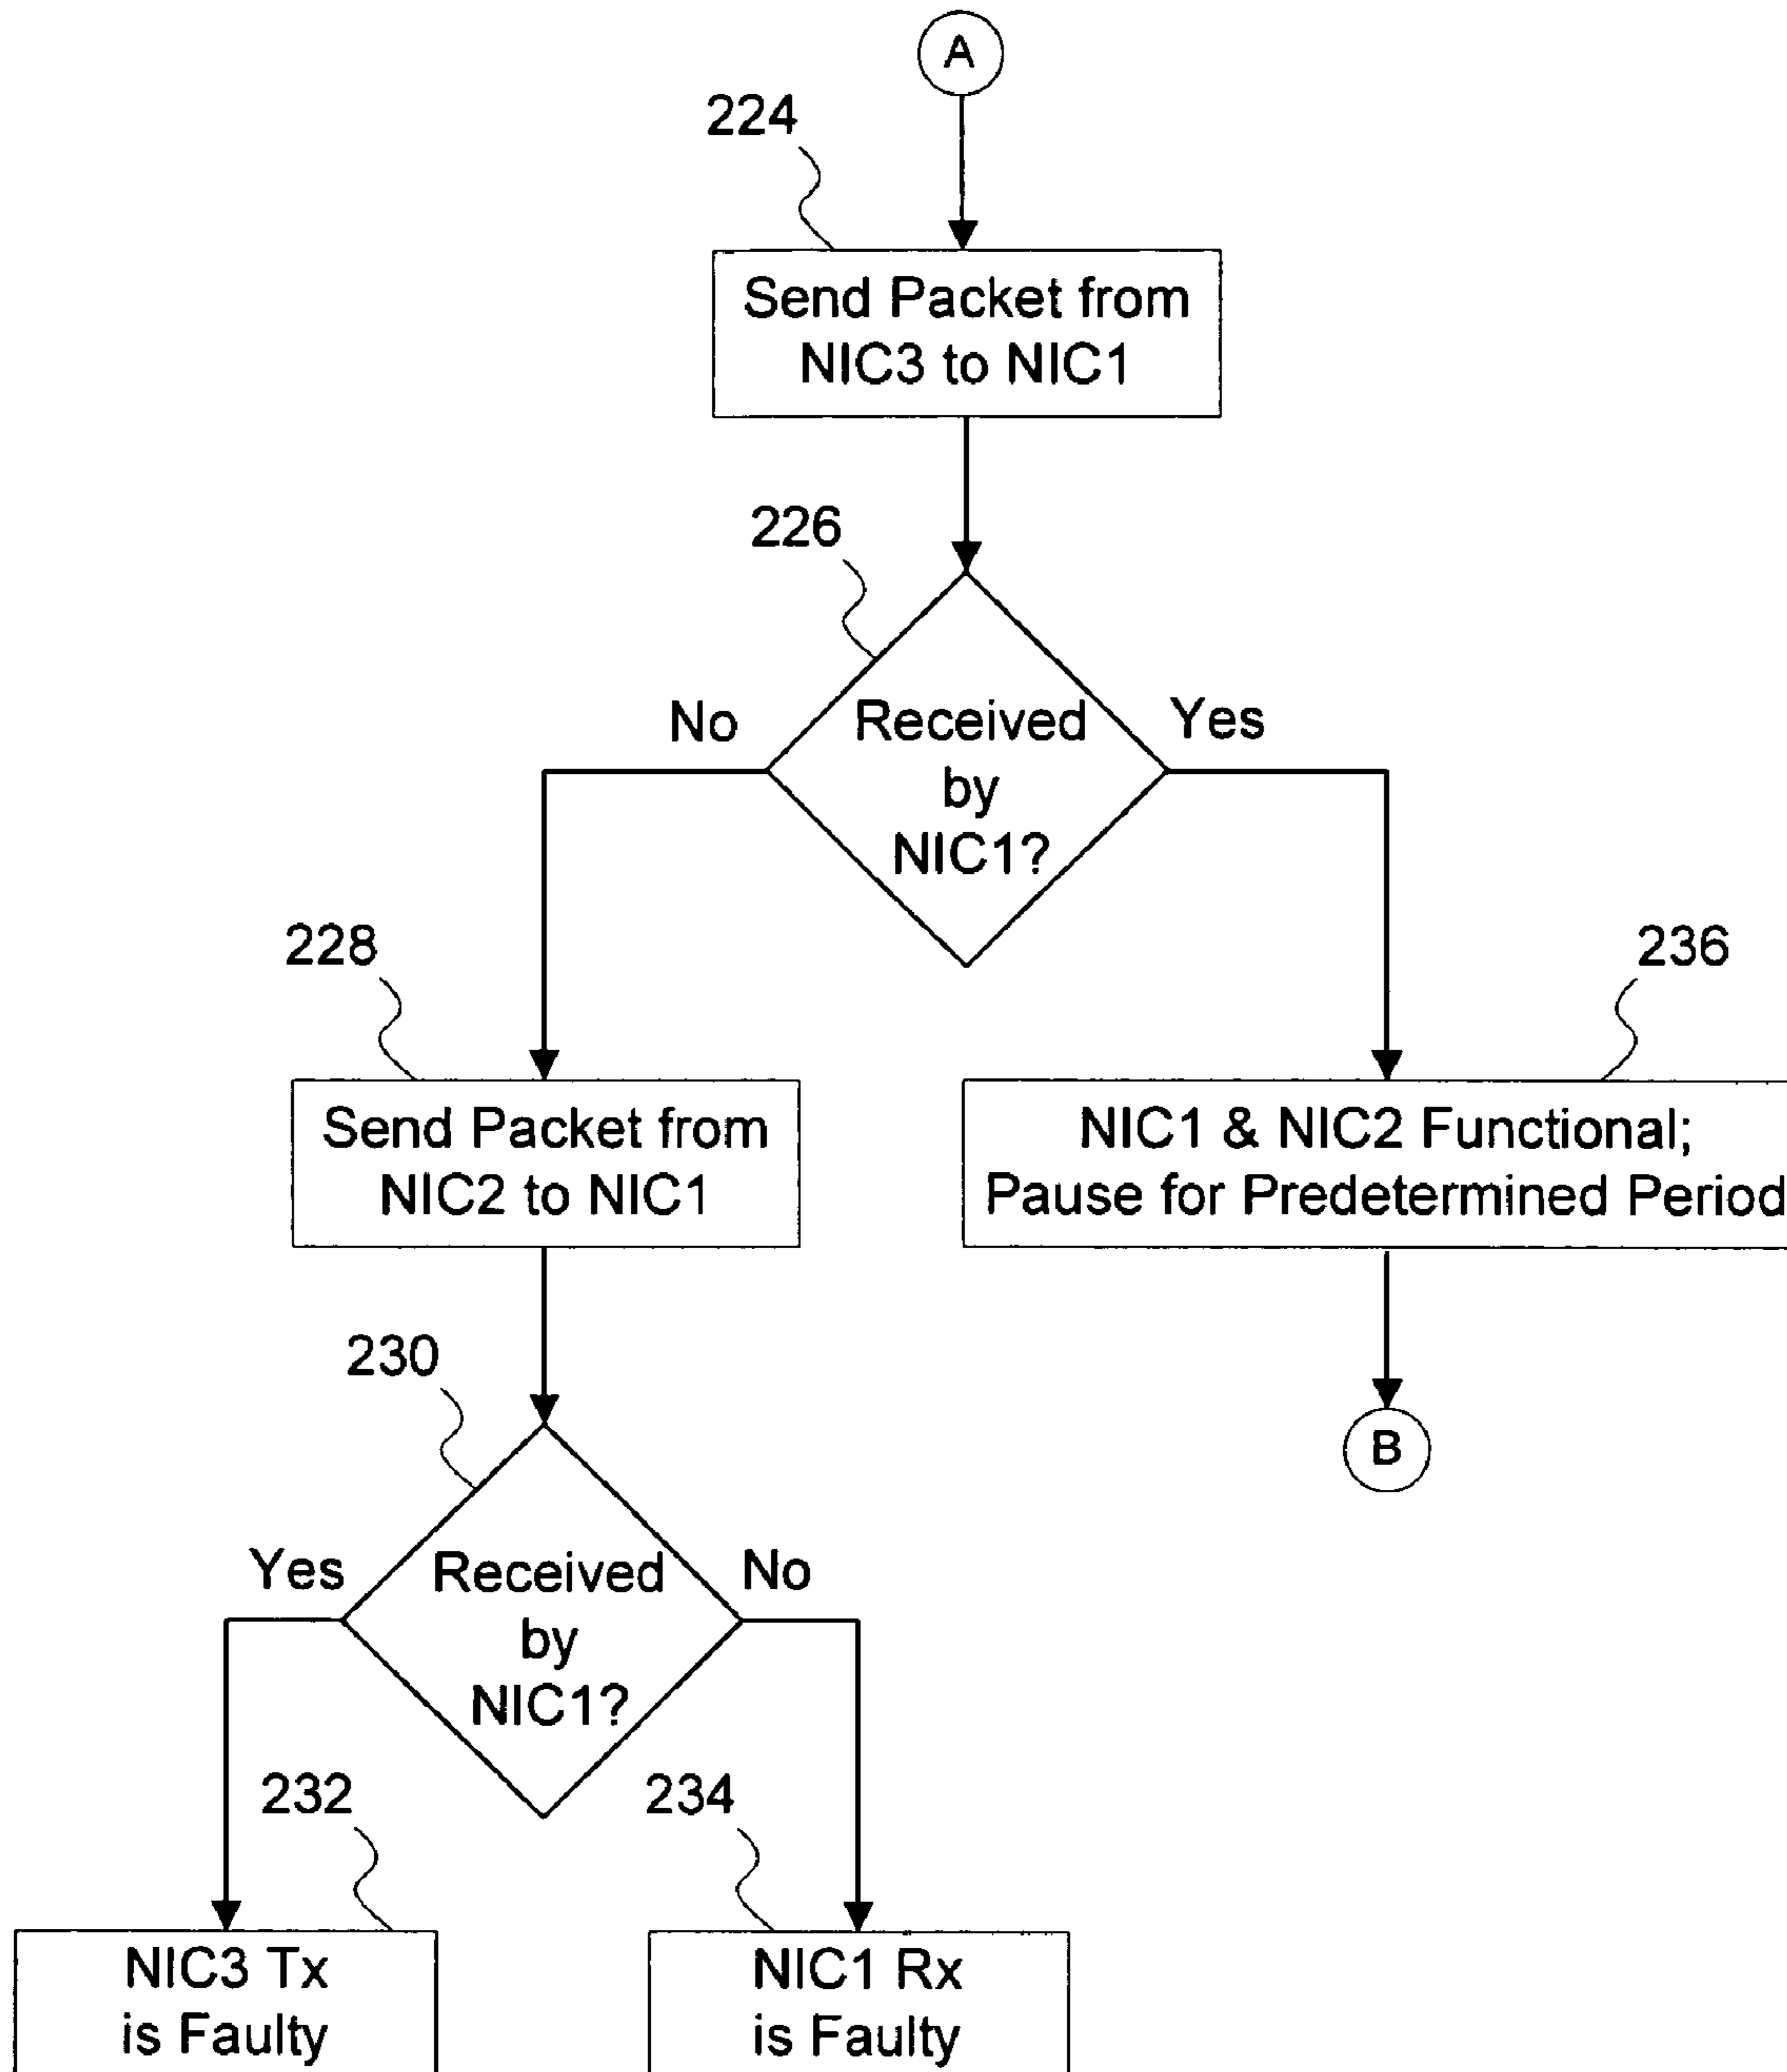 A
224
Send Packet from
NIC3 to NIC1
226
No
Received
by
NIC1?
Yes
228
236
Send Packet from
NIC2 to NIC1
NIC1 & NIC2 Functional;
Pause for Predetermined Period
230
B
Yes
Received
by
NIC1?
No
232
234
NIC3 Tx
is Faulty
NIC1 Rx
is Faulty